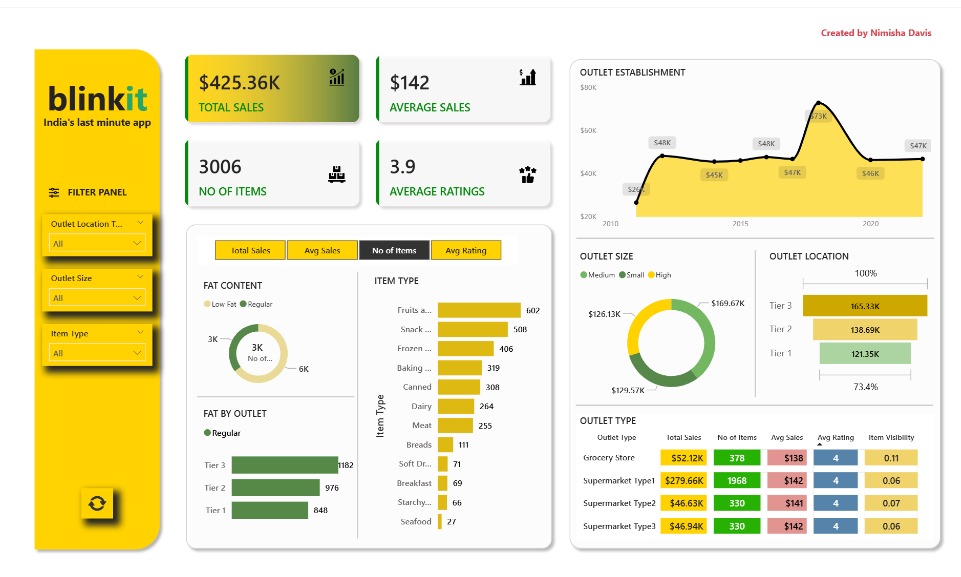 Created by Nimisha Davis
blinkit
India's last minute app
FILTER PANEL
Outlet Location T...
All
Outlet Size
All
Item Type
All
$425.36K
TOTAL SALES
$142
AVERAGE SALES
3006
NO OF ITEMS
3.9
AVERAGE RATINGS
Total Sales
Avg Sales
No of Items
Avg Rating
FAT CONTENT
Low Fat
Regular
3K
3K
No of...
6K
FAT BY OUTLET
Regular
Tier 3
1182
Tier 2
976
Tier 1
848
ITEM TYPE
Item Type
Fruits a...
602
Snack ...
508
Frozen ...
406
Baking ...
319
Canned
308
Dairy
264
Meat
255
Breads
111
Soft Dr...
71
Breakfast
69
Starchy...
66
Seafood
27
OUTLET ESTABLISHMENT
$80K
$60K
$40K
$20K
2010
2015
2020
$26K
$48K
$45K
$48K
$47K
$73K
$46K
$47K
OUTLET SIZE
Medium
Small
High
$126.13K
$169.67K
$129.57K
OUTLET LOCATION
100%
Tier 3
165.33K
Tier 2
138.69K
Tier 1
121.35K
73.4%
OUTLET TYPE
Outlet Type Total Sales No of Items Avg Sales Avg Rating Item Visibility
Grocery Store $52.12K 378 $138 4 0.11
Supermarket Type1 $279.66K 1968 $142 4 0.06
Supermarket Type2 $46.63K 330 $141 4 0.07
Supermarket Type3 $46.94K 330 $142 4 0.06